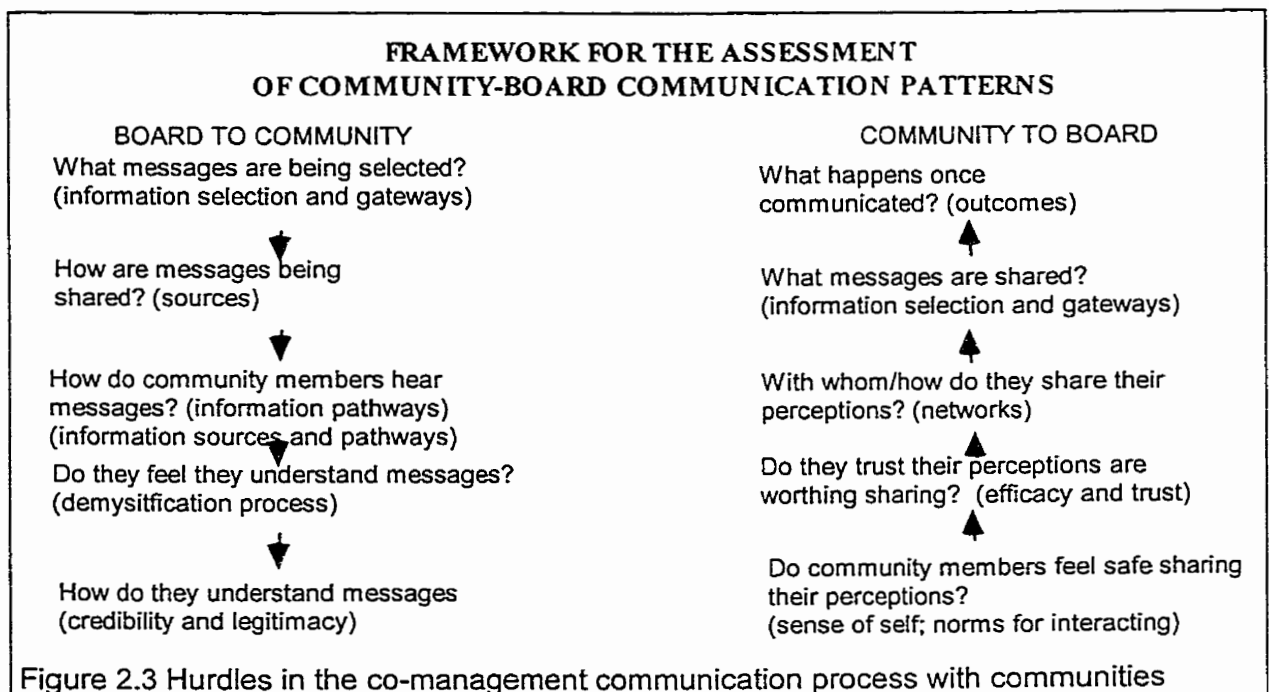 FRAMEWORK FOR THE ASSESSMENT
OF COMMUNITY-BOARD COMMUNICATION PATTERNS
BOARD TO COMMUNITY
What messages are being selected?
(information selection and gateways)
How are messages being
shared? (sources)
How do community members hear
messages? (information pathways)
(information sources and pathways)
Do they feel they understand messages?
(demysitfication process)
How do they understand messages
(credibility and legitimacy)
COMMUNITY TO BOARD
What happens once
communicated? (outcomes)
What messages are shared?
(information selection and gateways)
With whom/how do they share their
perceptions? (networks)
Do they trust their perceptions are
worthing sharing? (efficacy and trust)
Do community members feel safe sharing
their perceptions?
(sense of self; norms for interacting)
Figure 2.3 Hurdles in the co-management communication process with communities